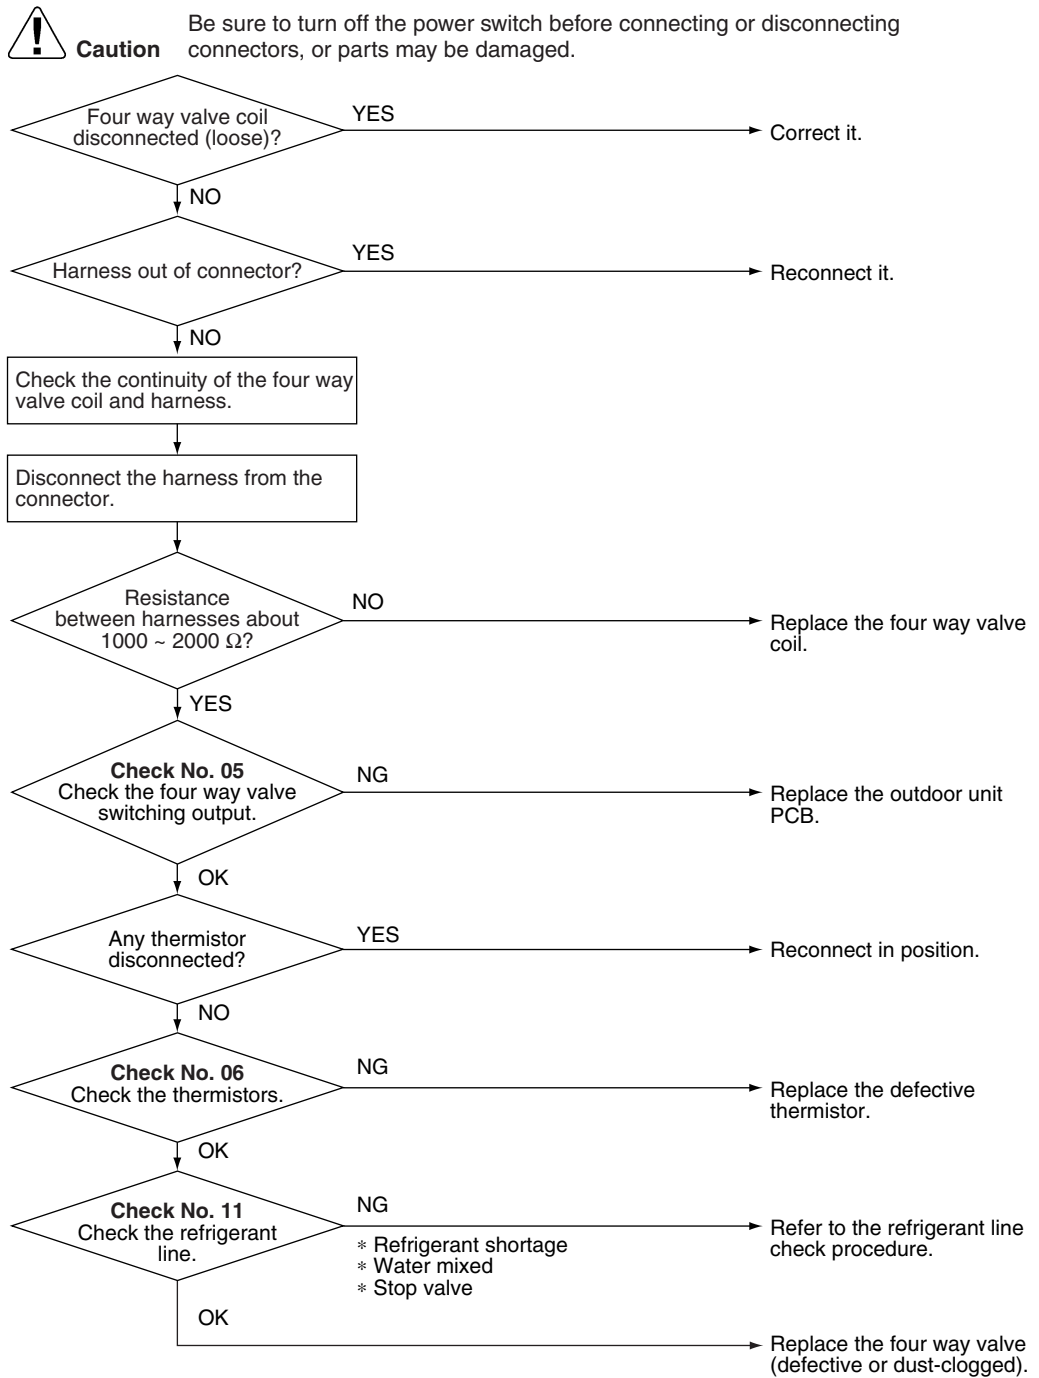 Be sure to turn off the power switch before connecting or disconnecting
Caution connectors, or parts may be damaged.
Four way valve coil
disconnected (loose)?
YES
Correct it.
NO
Harness out of connector?
YES
Reconnect it.
NO
Check the continuity of the four way
valve coil and harness.
Disconnect the harness from the
connector.
Resistance
between harnesses about
1000 ~ 2000 Ω?
NO
Replace the four way valve
coil.
YES
Check No. 05
Check the four way valve
switching output.
NG
Replace the outdoor unit
PCB.
OK
Any thermistor
disconnected?
YES
Reconnect in position.
NO
Check No. 06
Check the thermistors.
NG
Replace the defective
thermistor.
OK
Check No. 11
Check the refrigerant
line.
NG
∗ Refrigerant shortage
∗ Water mixed
∗ Stop valve
Refer to the refrigerant line
check procedure.
OK
Replace the four way valve
(defective or dust-clogged).